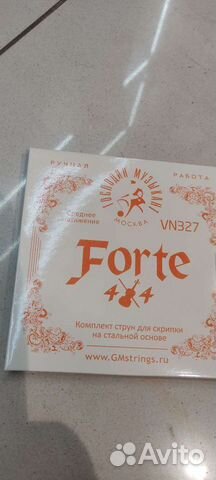 РУЧНАЯ РАБОТА
ГОСПОДИН МУЗЫКАНТ
МОСКВА
Среднее
натяжение
VN327
Forte
4 4
Комплект струн для скрипки
на стальной основе
www.GMstrings.ru
Avito